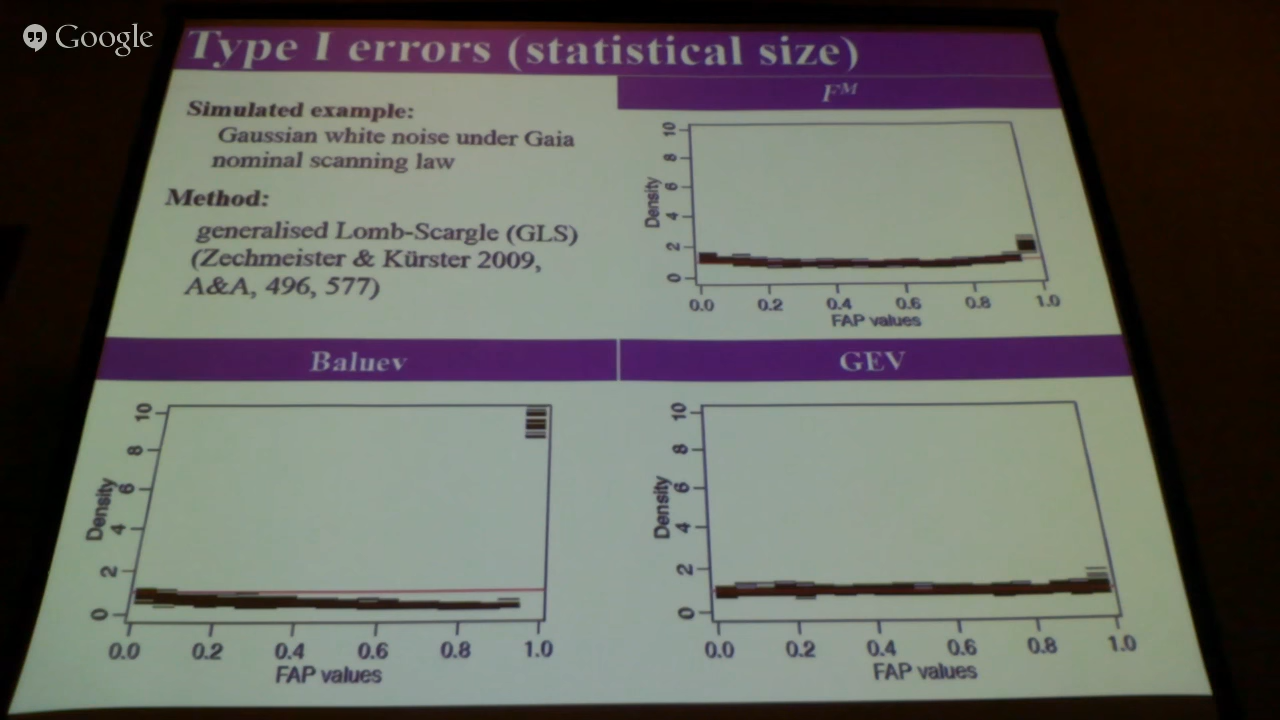 Google
Type I errors (statistical size)
Simulated example:
Gaussian white noise under Gaia
nominal scanning law
Method:
generalised Lomb-Scargle (GLS)
(Zechmeister & Kürster 2009,
A&A, 496, 577)
F^M
Density
10
8
6
4
2
0
0.0 0.2 0.4 0.6 0.8 1.0
FAP values
Baluev
Density
10
8
6
4
2
0
0.0 0.2 0.4 0.6 0.8 1.0
FAP values
GEV
Density
10
8
6
4
2
0
0.0 0.2 0.4 0.6 0.8 1.0
FAP values